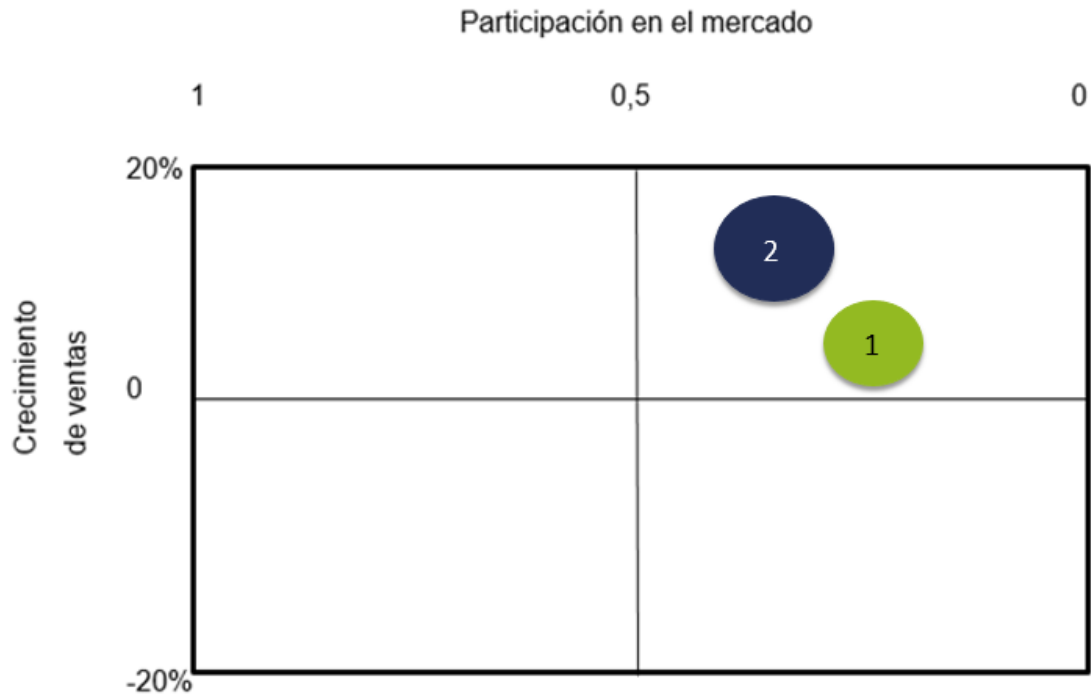 Participación en el mercado
1 0,5 0
20%
2
1
0
Crecimiento
de ventas
-20%